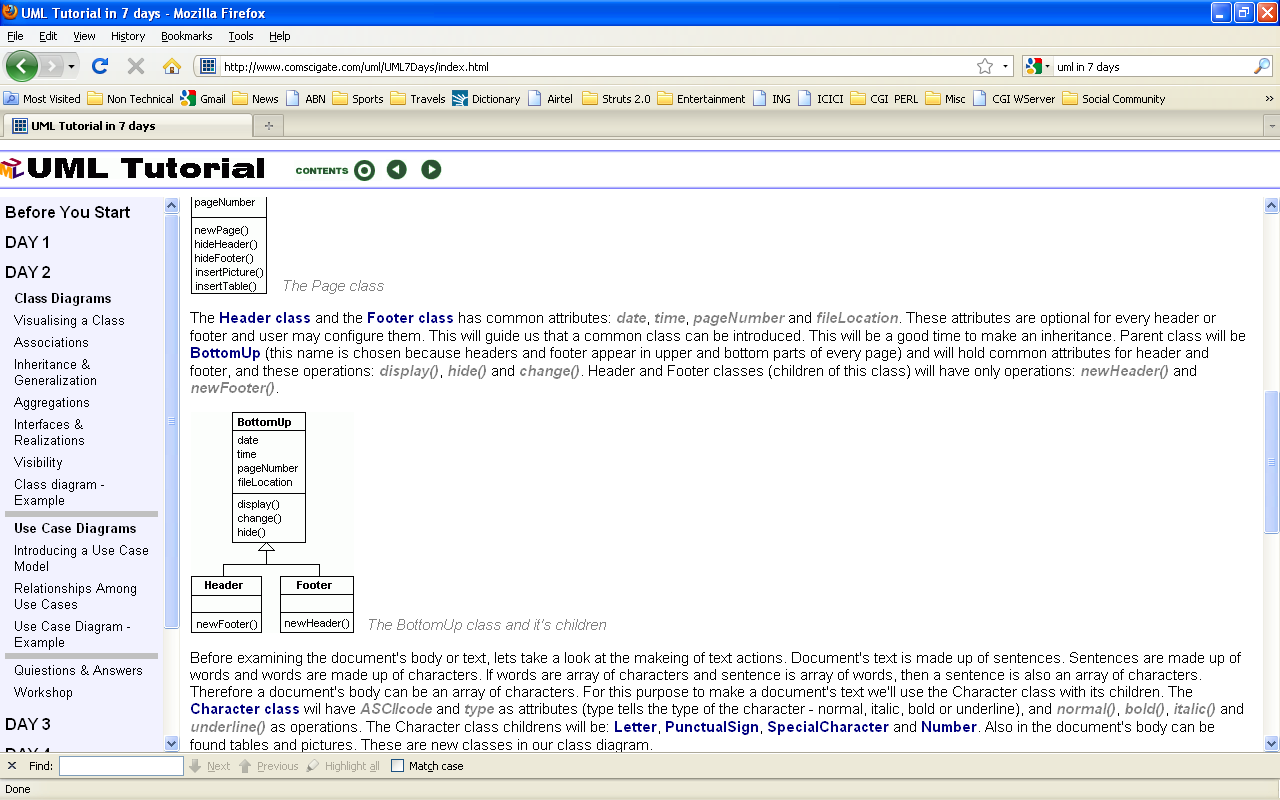 UML Tutorial in 7 days - Mozilla Firefox
File Edit View History Bookmarks Tools Help
http://www.comscigate.com/uml/UML7Days/index.html
uml in 7 days
Most Visited Non Technical Gmail News ABN Sports Travels Dictionary Airtel Struts 2.0 Entertainment ING ICICI CGI PERL Misc CGI WServer Social Community »
UML Tutorial in 7 days
UML Tutorial CONTENTS
Before You Start
DAY 1
DAY 2
Class Diagrams
Visualising a Class
Associations
Inheritance &
Generalization
Aggregations
Interfaces &
Realizations
Visibility
Class diagram -
Example
Use Case Diagrams
Introducing a Use Case
Model
Relationships Among
Use Cases
Use Case Diagram -
Example
Quiestions & Answers
Workshop
DAY 3
DAY 4
pageNumber
newPage()
hideHeader()
hideFooter()
insertPicture()
insertTable()
The Page class
The Header class and the Footer class has common attributes: date, time, pageNumber and fileLocation. These attributes are optional for every header or
footer and user may configure them. This will guide us that a common class can be introduced. This will be a good time to make an inheritance. Parent class will be
BottomUp (this name is chosen because headers and footer appear in upper and bottom parts of every page) and will hold common attributes for header and
footer, and these operations: display(), hide() and change(). Header and Footer classes (children of this class) will have only operations: newHeader() and
newFooter().
BottomUp
date
time
pageNumber
fileLocation
display()
change()
hide()
Header
newFooter()
Footer
newHeader()
The BottomUp class and it's children
Before examining the document's body or text, lets take a look at the makeing of text actions. Document's text is made up of sentences. Sentences are made up of
words and words are made up of characters. If words are array of characters and sentence is array of words, then a sentence is also an array of characters.
Therefore a document's body can be an array of characters. For this purpose to make a document's text we'll use the Character class with its children. The
Character class wil have ASCIIcode and type as attributes (type tells the type of the character - normal, italic, bold or underline), and normal(), bold(), italic() and
underline() as operations. The Character class childrens will be: Letter, PunctualSign, SpecialCharacter and Number. Also in the document's body can be
found tables and pictures. These are new classes in our class diagram.
Find: Next Previous Highlight all Match case
Done